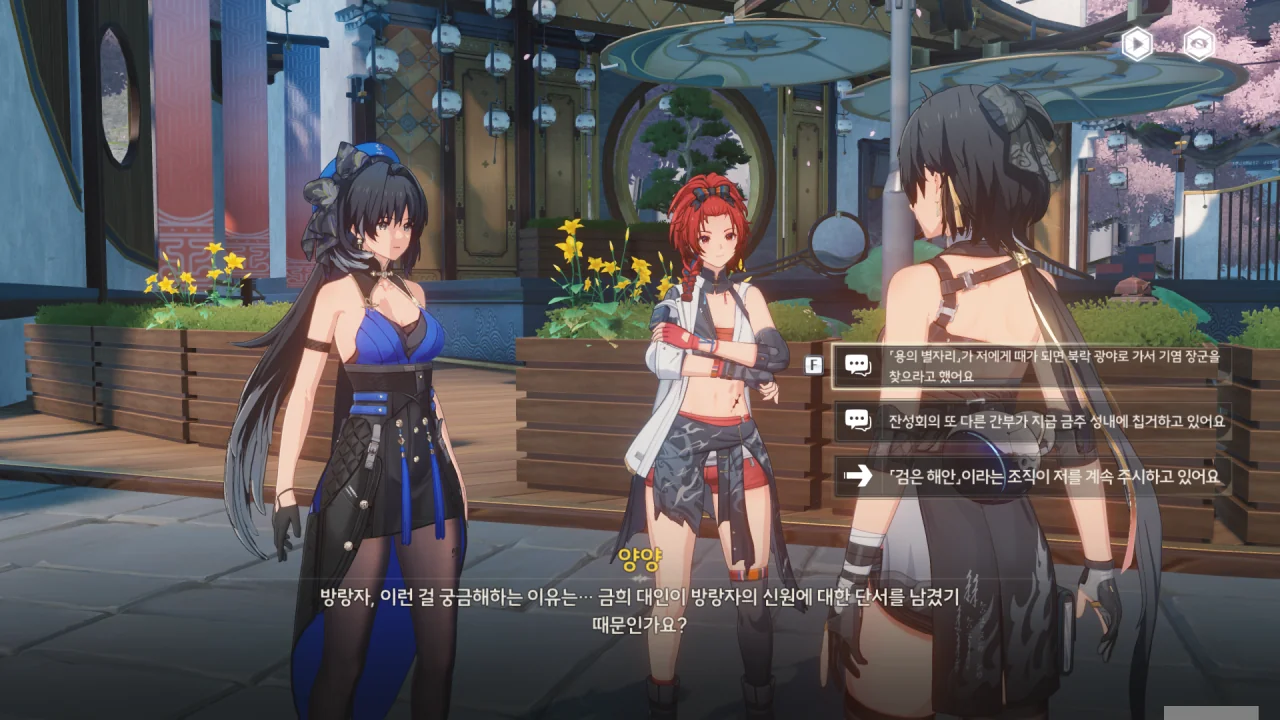 F
「용의 별자리」가 저에게 때가 되면 북락 광야로 가서 기염 장군을
찾으라고 했어요
잔성회의 또 다른 간부가 지금 금주 성내에 칩거하고 있어요
「검은 해안」이라는 조직이 저를 계속 주시하고 있어요
양양
방랑자, 이런 걸 궁금해하는 이유는… 금희 대인이 방랑자의 신원에 대한 단서를 남겼기
때문인가요?